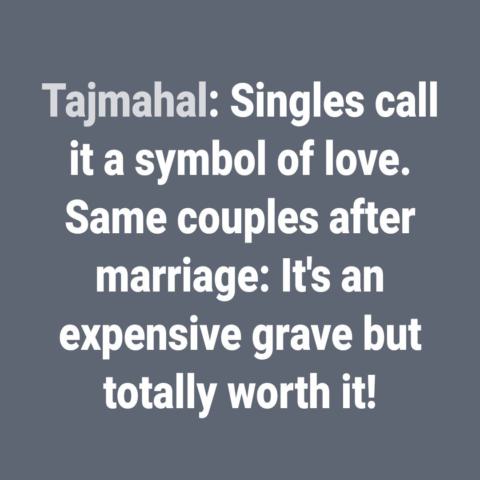 Tajmahal: Singles call
it a symbol of love.
Same couples after
marriage: It's an
expensive grave but
totally worth it!